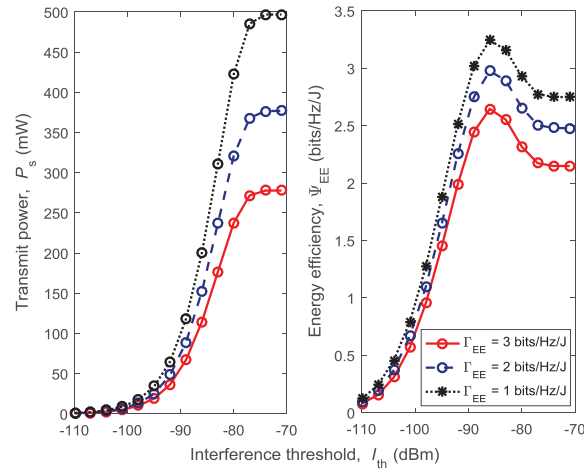 500
450
400
350
300
250
200
150
100
50
0
-110 -100 -90 -80 -70
Transmit power, P_s (mW)
3.5
3
2.5
2
1.5
1
0.5
0
-110 -100 -90 -80 -70
Energy efficiency, Ψ_EE (bits/Hz/J)
Γ_EE = 3 bits/Hz/J
Γ_EE = 2 bits/Hz/J
Γ_EE = 1 bits/Hz/J
Interference threshold, I_th (dBm)